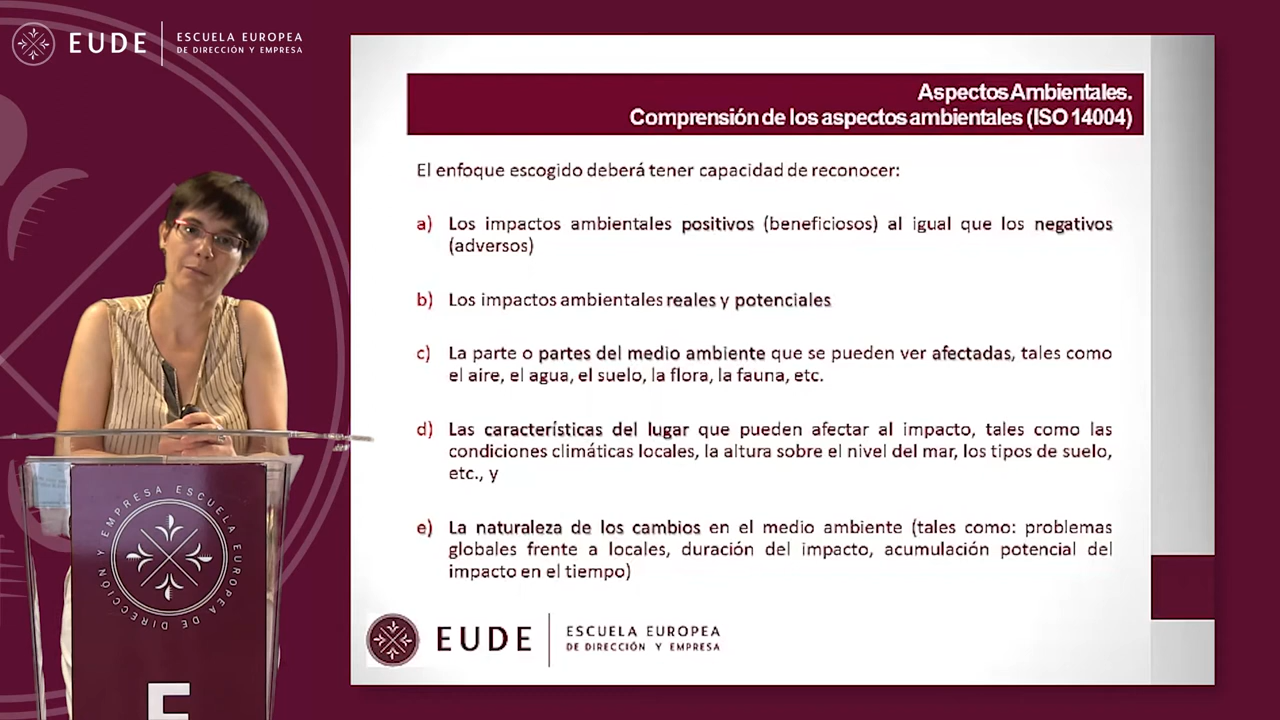 EUDE
ESCUELA EUROPEA
DE DIRECCIÓN Y EMPRESA
Aspectos Ambientales.
Comprensión de los aspectos ambientales (ISO 14004)
El enfoque escogido deberá tener capacidad de reconocer:
a) Los impactos ambientales positivos (beneficiosos) al igual que los negativos
(adversos)
b) Los impactos ambientales reales y potenciales
c) La parte o partes del medio ambiente que se pueden ver afectadas, tales como
el aire, el agua, el suelo, la flora, la fauna, etc.
d) Las características del lugar que pueden afectar al impacto, tales como las
condiciones climáticas locales, la altura sobre el nivel del mar, los tipos de suelo,
etc., y
e) La naturaleza de los cambios en el medio ambiente (tales como: problemas
globales frente a locales, duración del impacto, acumulación potencial del
impacto en el tiempo)
EUDE
ESCUELA EUROPEA
DE DIRECCIÓN Y EMPRESA
ESCUELA EUROPEA DE DIRECCIÓN Y EMPRESA
E